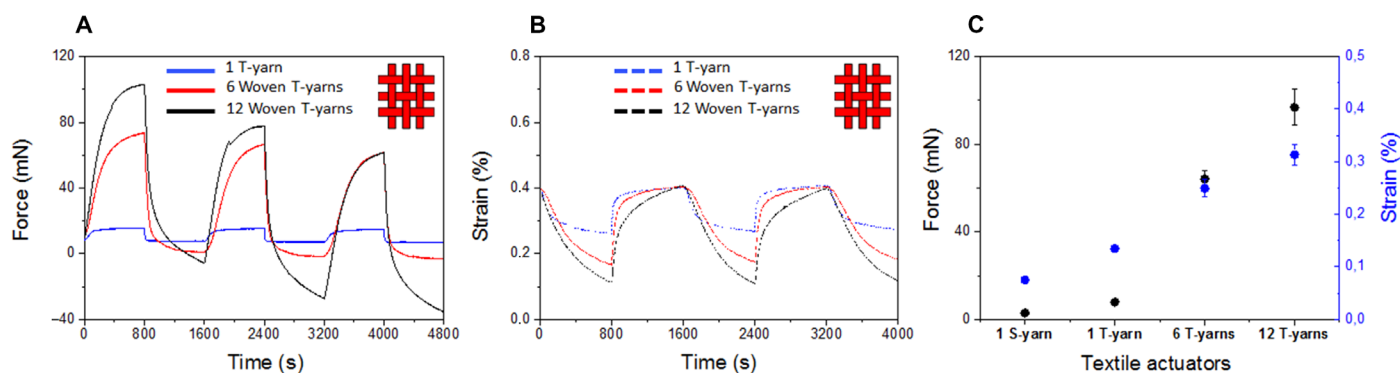 A
120
80
40
0
–40
Force (mN)
1 T-yarn
6 Woven T-yarns
12 Woven T-yarns
0 800 1600 2400 3200 4000 4800
Time (s)
B
0.8
0.6
0.4
0.2
0.0
Strain (%)
1 T-yarn
6 Woven T-yarns
12 Woven T-yarns
0 800 1600 2400 3200 4000
Time (s)
C
120
80
40
0
Force (mN)
0,5
0,4
0,3
0,2
0,1
0,0
Strain (%)
1 S-yarn 1 T-yarn 6 T-yarns 12 T-yarns
Textile actuators